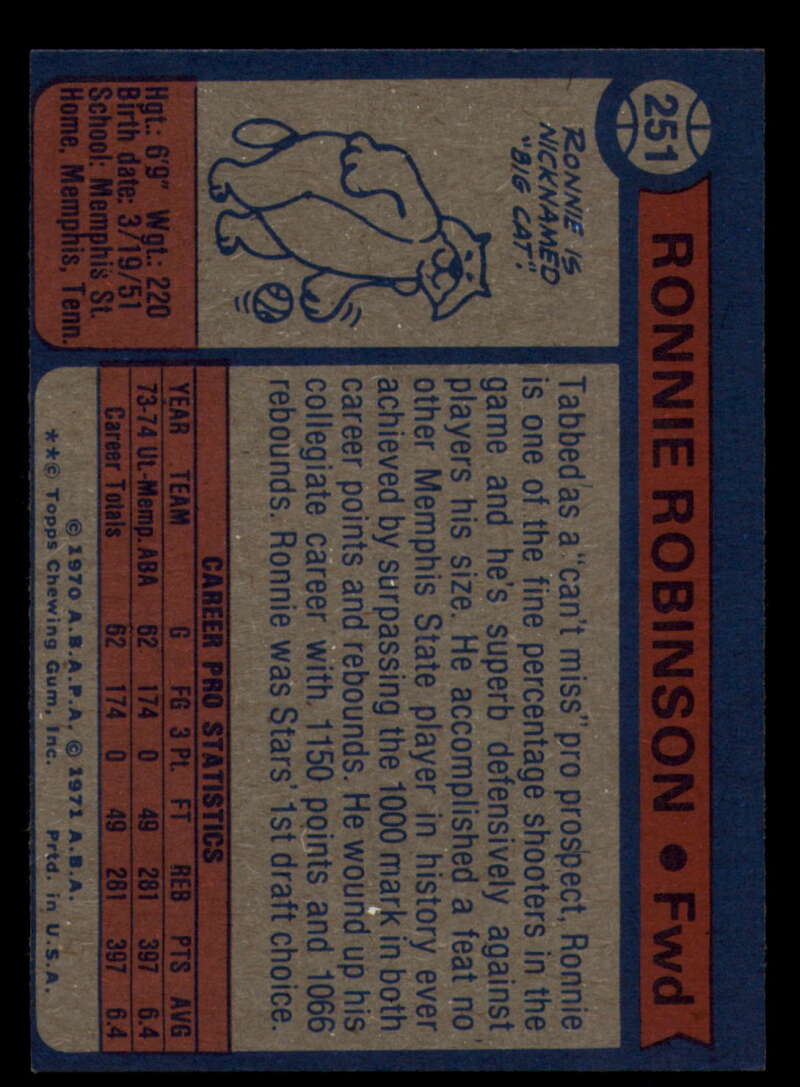 251
RONNIE ROBINSON • Fwd
RONNIE IS
NICKNAMED
"BIG CAT".
Hgt.: 6'9" Wgt.: 220
Birth date: 3/19/51
School: Memphis St.
Home, Memphis, Tenn.
Tabbed as a "can't miss" pro prospect, Ronnie
is one of the fine percentage shooters in the
game and he's superb defensively against
players his size. He accomplished a feat no
other Memphis State player in history ever
achieved by surpassing the 1000 mark in both
career points and rebounds. He wound up his
collegiate career with 1150 points and 1066
rebounds. Ronnie was Stars' 1st draft choice.
CAREER PRO STATISTICS
YEAR TEAM G FG 3 Pt. FT REB PTS AVG
73-74 Ut.-Memp. ABA 62 174 0 49 281 397 6.4
Career Totals 62 174 0 49 281 397 6.4
© 1970 A.B.A.P.A. © 1971 A.B.A.
**© Topps Chewing Gum, Inc. Prtd. in U.S.A.